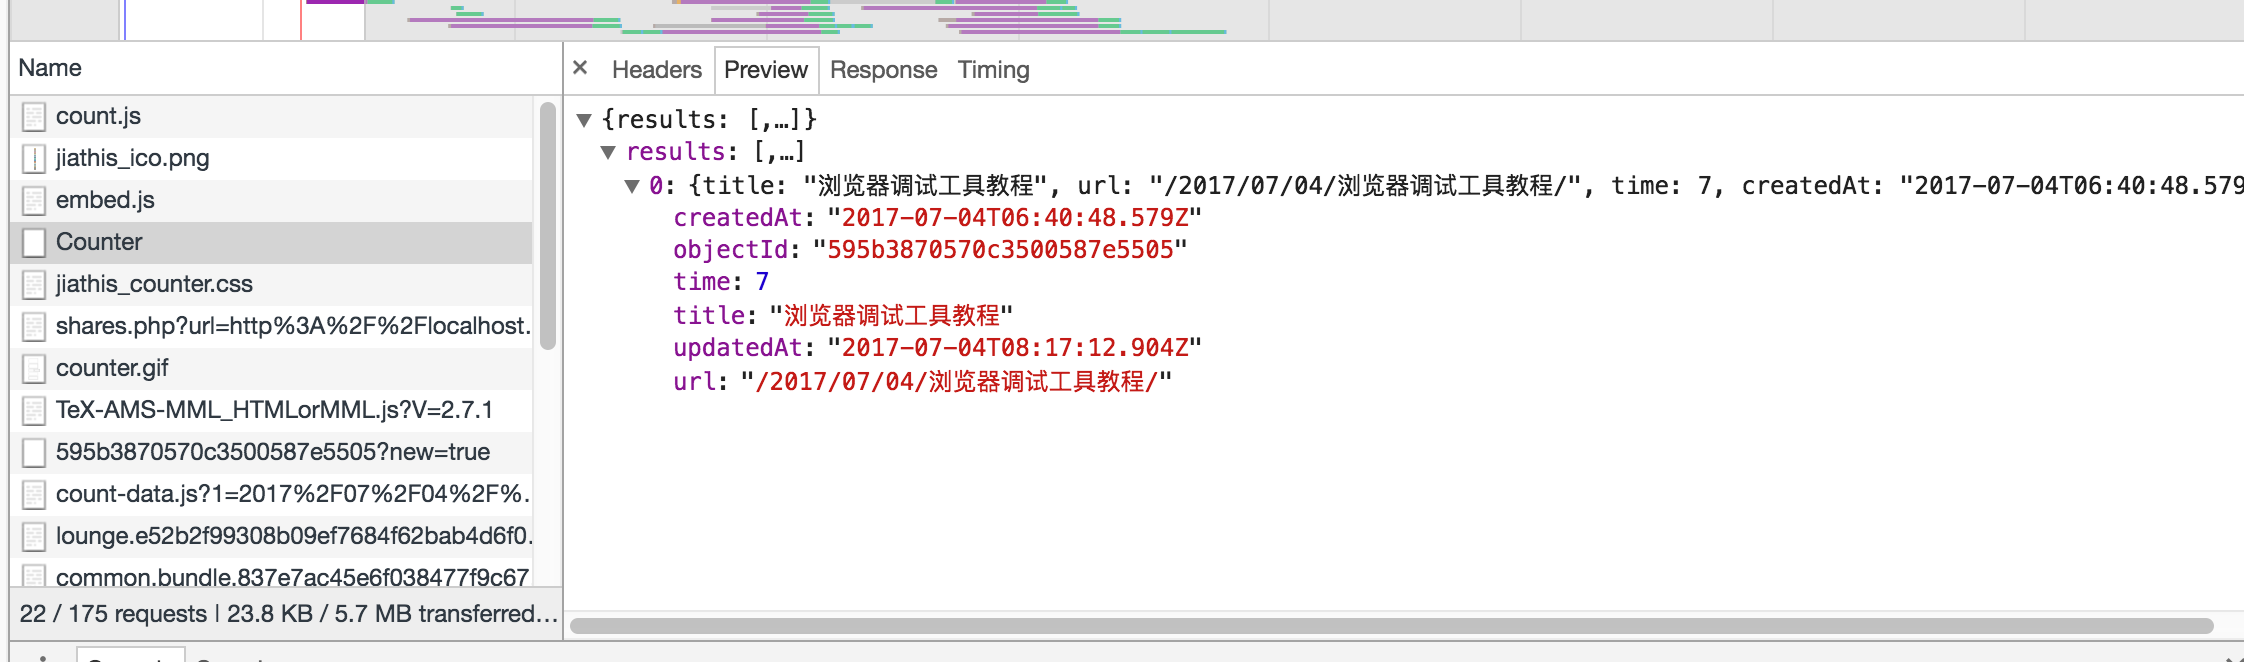 Name
count.js
jiathis_ico.png
embed.js
Counter
jiathis_counter.css
shares.php?url=http%3A%2F%2Flocalhost.
counter.gif
TeX-AMS-MML_HTMLorMML.js?V=2.7.1
595b3870570c3500587e5505?new=true
count-data.js?1=2017%2F07%2F04%2F%.
lounge.e52b2f99308b09ef7684f62bab4d6f0.
common.bundle.837e7ac45e6f038477f9c67
22 / 175 requests | 23.8 KB / 5.7 MB transferred…
× Headers Preview Response Timing
▼ {results: [,…]}
▼ results: [,…]
▼ 0: {title: "浏览器调试工具教程", url: "/2017/07/04/浏览器调试工具教程/", time: 7, createdAt: "2017-07-04T06:40:48.579
createdAt: "2017-07-04T06:40:48.579Z"
objectId: "595b3870570c3500587e5505"
time: 7
title: "浏览器调试工具教程"
updatedAt: "2017-07-04T08:17:12.904Z"
url: "/2017/07/04/浏览器调试工具教程/"